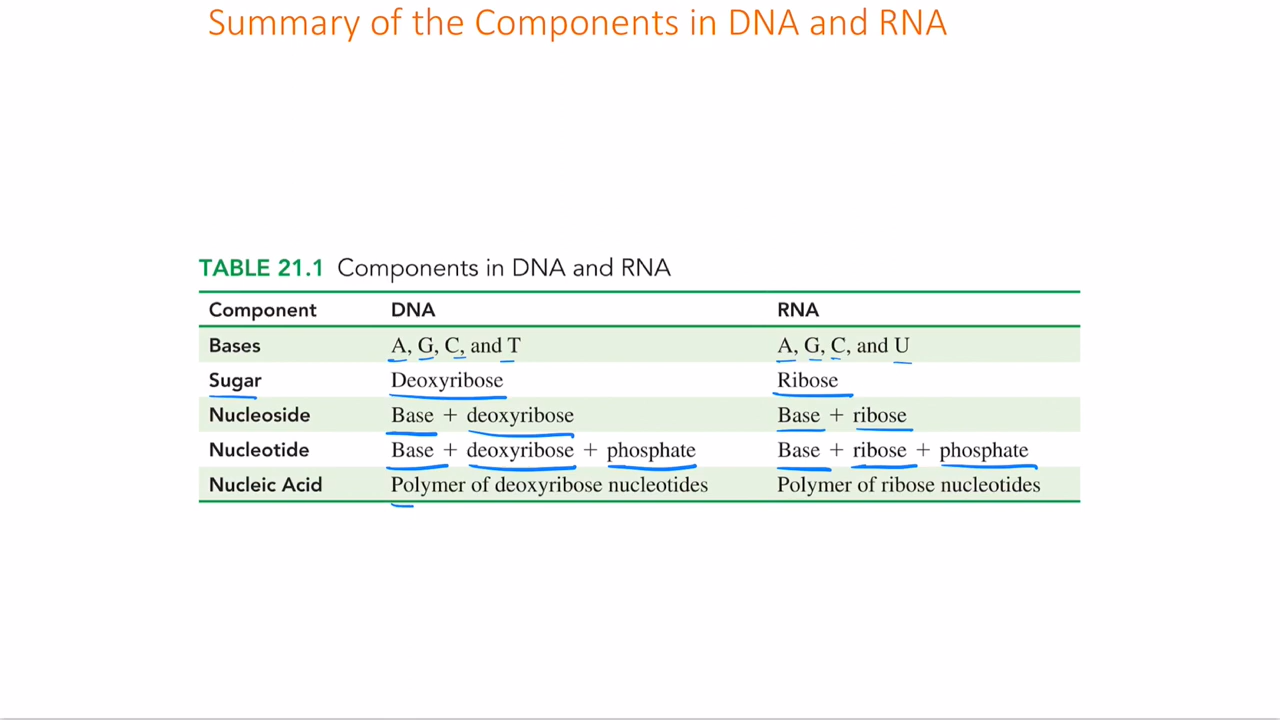 Summary of the Components in DNA and RNA
TABLE 21.1 Components in DNA and RNA
Component DNA RNA
Bases A, G, C, and T A, G, C, and U
Sugar Deoxyribose Ribose
Nucleoside Base + deoxyribose Base + ribose
Nucleotide Base + deoxyribose + phosphate Base + ribose + phosphate
Nucleic Acid Polymer of deoxyribose nucleotides Polymer of ribose nucleotides